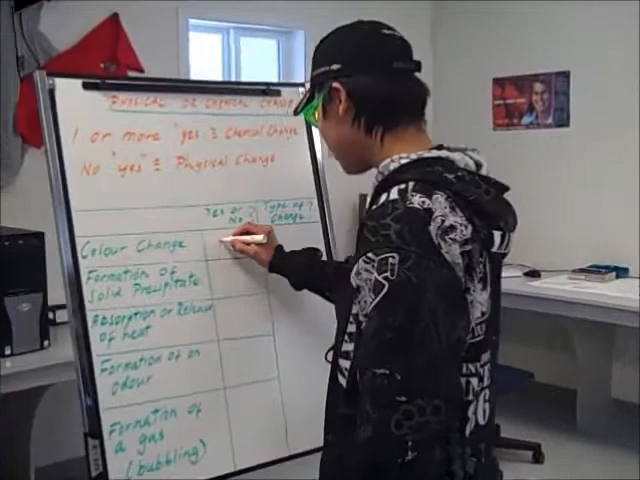 PHYSICAL OR CHEMICAL CHANGE
1 or more "yes = Chemical Change
No "yes" = Physical Change
Yes or No ?
Type of Change ?
Colour Change
Formation of Solid Precipitate
Absorption or Release of heat
Formation of an odour
Formation of a gas (bubbling)